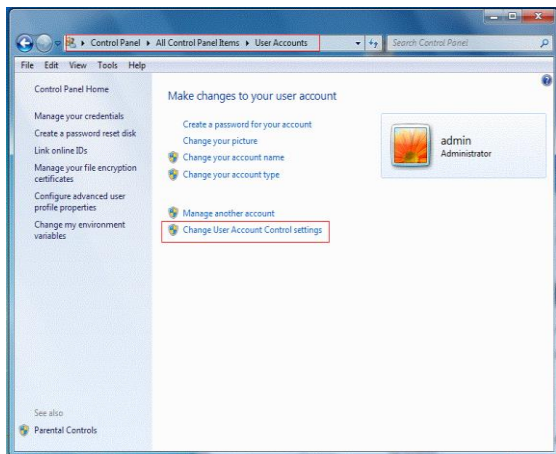 Control Panel ▸ All Control Panel Items ▸ User Accounts
Search Control Panel
File Edit View Tools Help
Control Panel Home
Manage your credentials
Create a password reset disk
Link online IDs
Manage your file encryption
certificates
Configure advanced user
profile properties
Change my environment
variables
Make changes to your user account
Create a password for your account
Change your picture
Change your account name
Change your account type
Manage another account
Change User Account Control settings
admin
Administrator
See also
Parental Controls